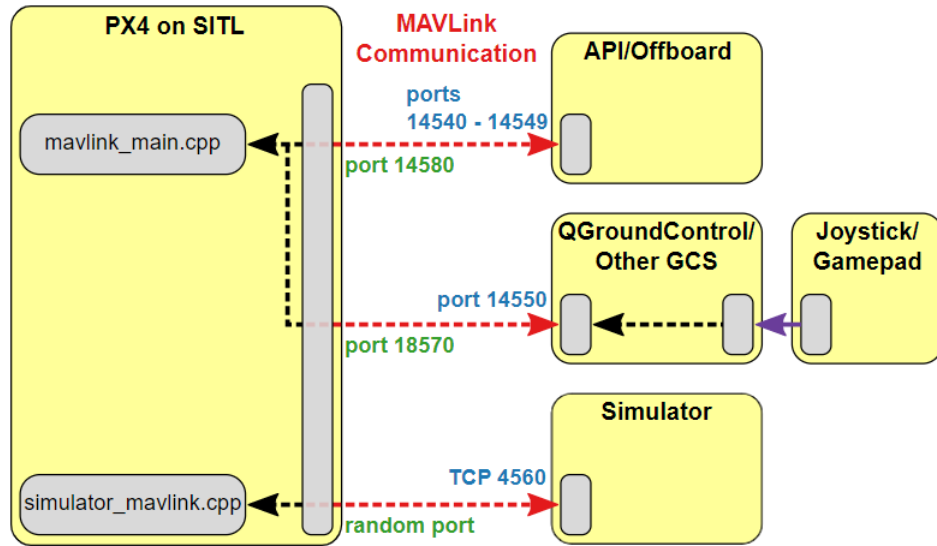 PX4 on SITL
mavlink_main.cpp
simulator_mavlink.cpp
MAVLink
Communication
ports
14540 - 14549
port 14580
port 14550
port 18570
TCP 4560
random port
API/Offboard
QGroundControl/
Other GCS
Joystick/
Gamepad
Simulator